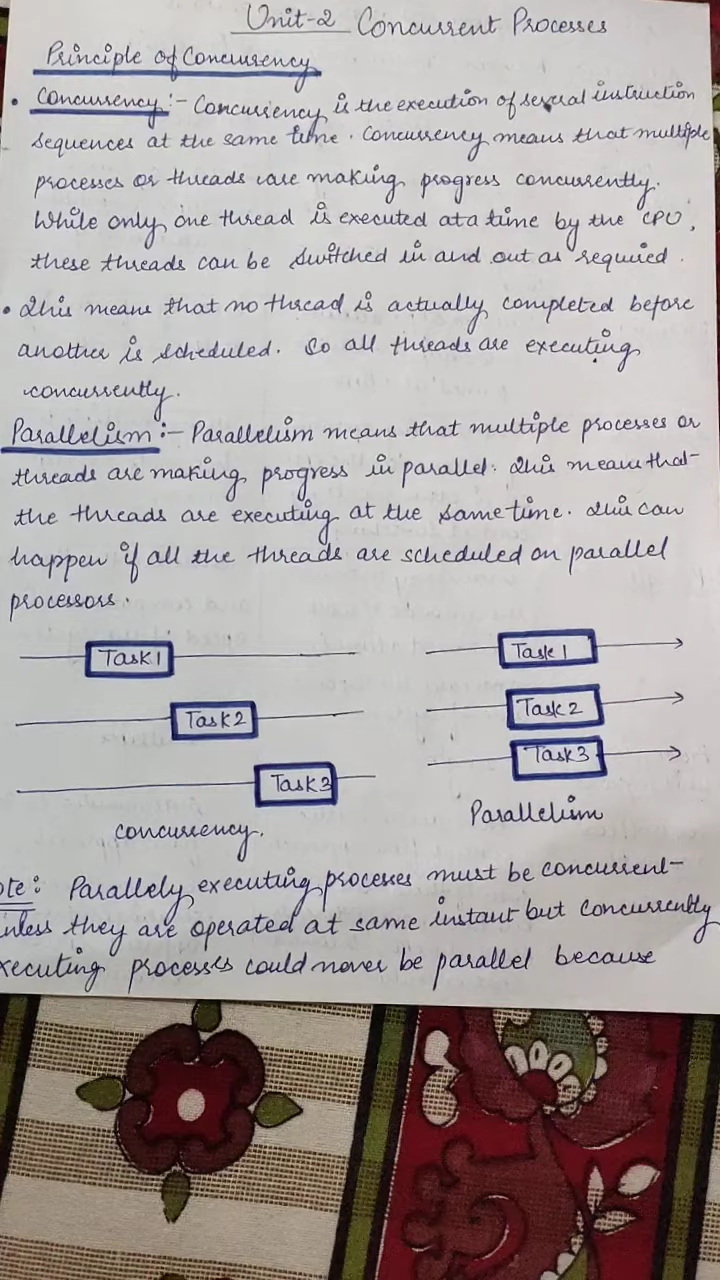 Unit-2 Concurrent Processes
Principle of Concurrency
• Concurrency :- Concurrency is the execution of several instruction
sequences at the same time. Concurrency means that multiple
processes or threads are making progress concurrently.
While only one thread is executed at a time by the CPU,
these threads can be switched in and out as required.
• This means that no thread is actually completed before
another is scheduled. So all threads are executing
concurrently.
Parallelism :- Parallelism means that multiple processes or
threads are making progress in parallel. This means that
the threads are executing at the same time. This can
happen if all the threads are scheduled on parallel
processors.
Task1
Task2
Task3
concurrency.
Task1
Task2
Task3
Parallelism
ote: Parallely executing processes must be concurrent
nless they are operated at same instant but concurrently
xecuting processes could never be parallel because